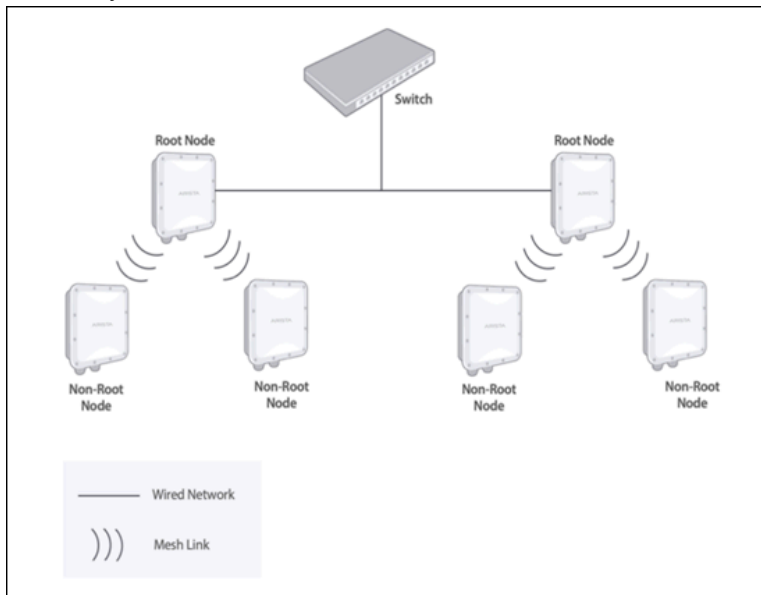 Switch
Root Node
Root Node
Non-Root
Node
Non-Root
Node
Non-Root
Node
Non-Root
Node
Wired Network
Mesh Link